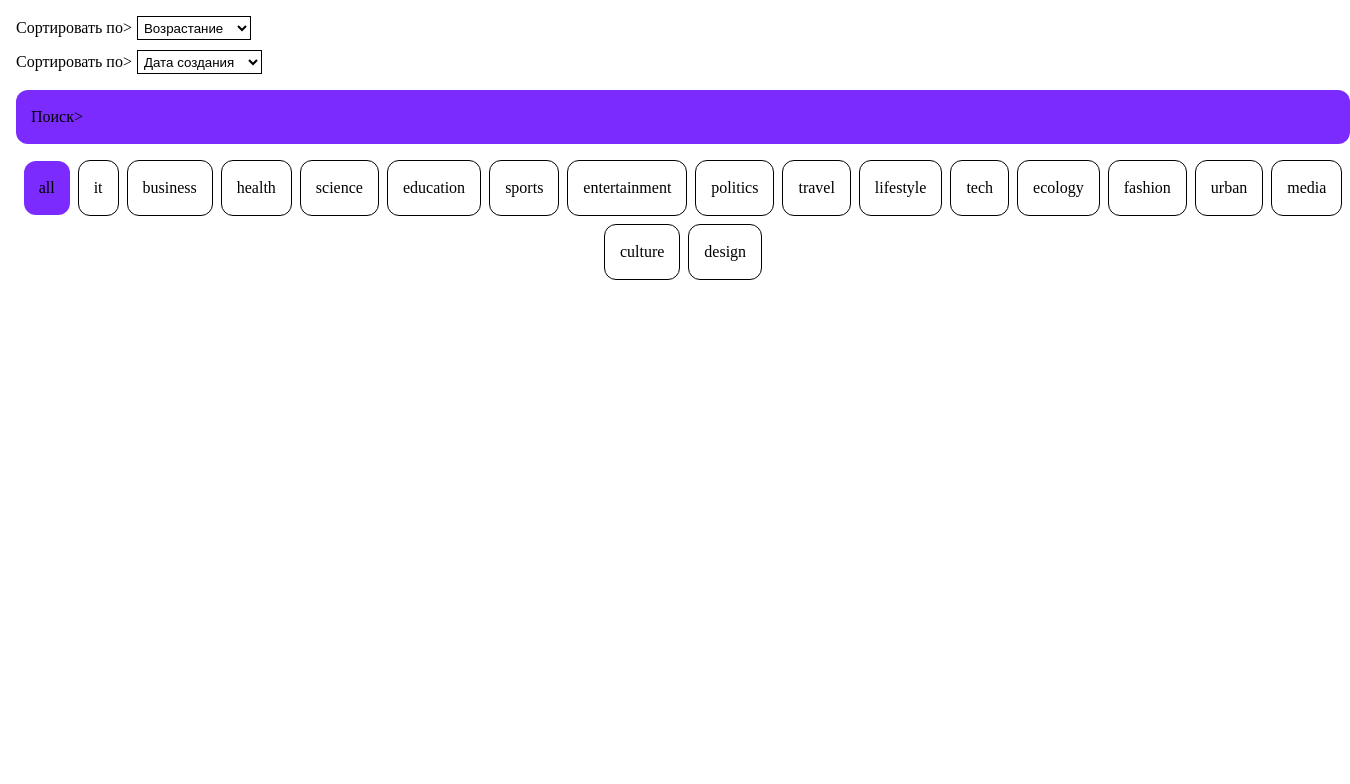 Сортировать по> Возрастание
Сортировать по> Дата создания
Поиск>
all it business health science education sports entertainment politics travel lifestyle tech ecology fashion urban media
culture design